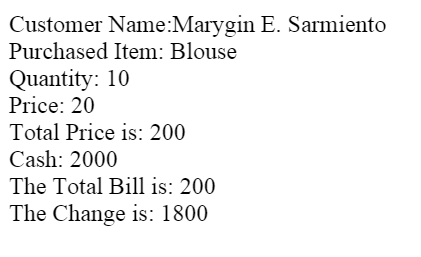 Customer Name:Marygin E. Sarmiento
Purchased Item: Blouse
Quantity: 10
Price: 20
Total Price is: 200
Cash: 2000
The Total Bill is: 200
The Change is: 1800